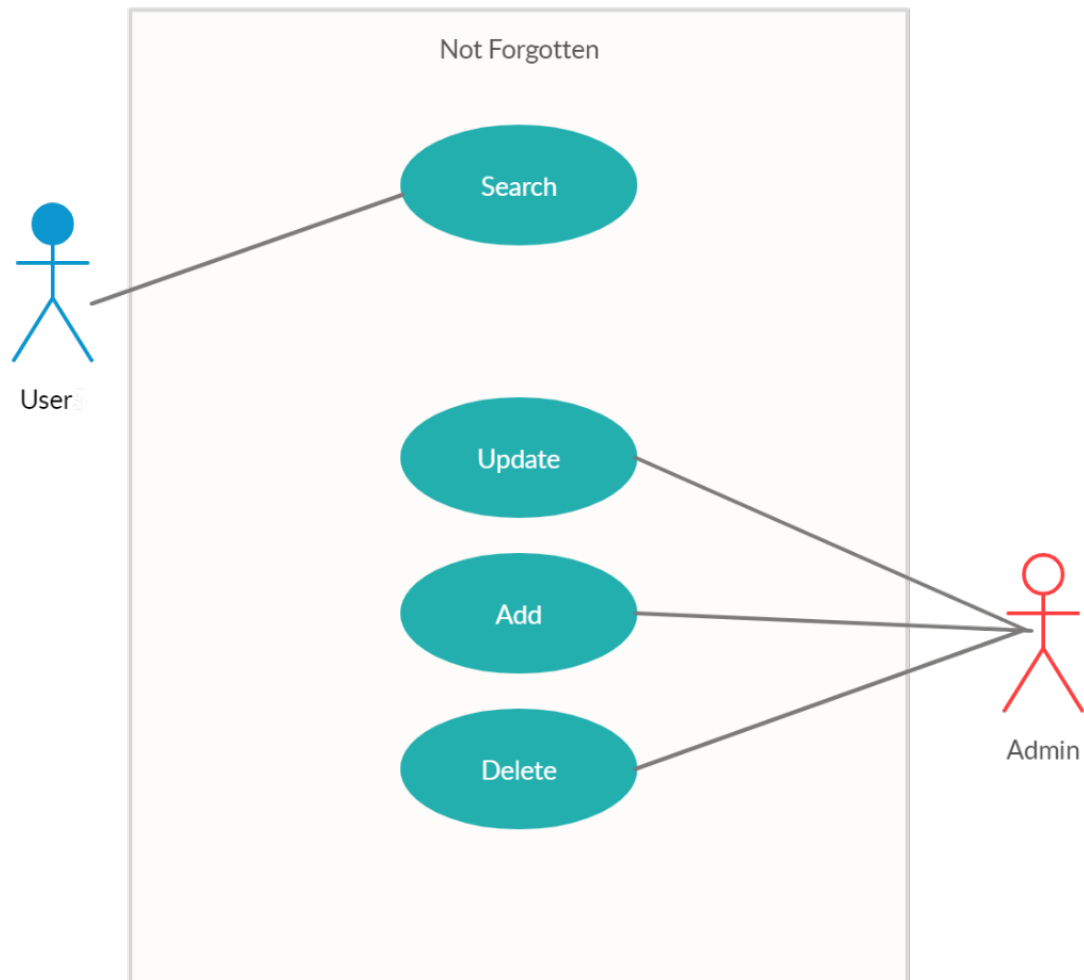 Not Forgotten
Search
User
Update
Add
Delete
Admin